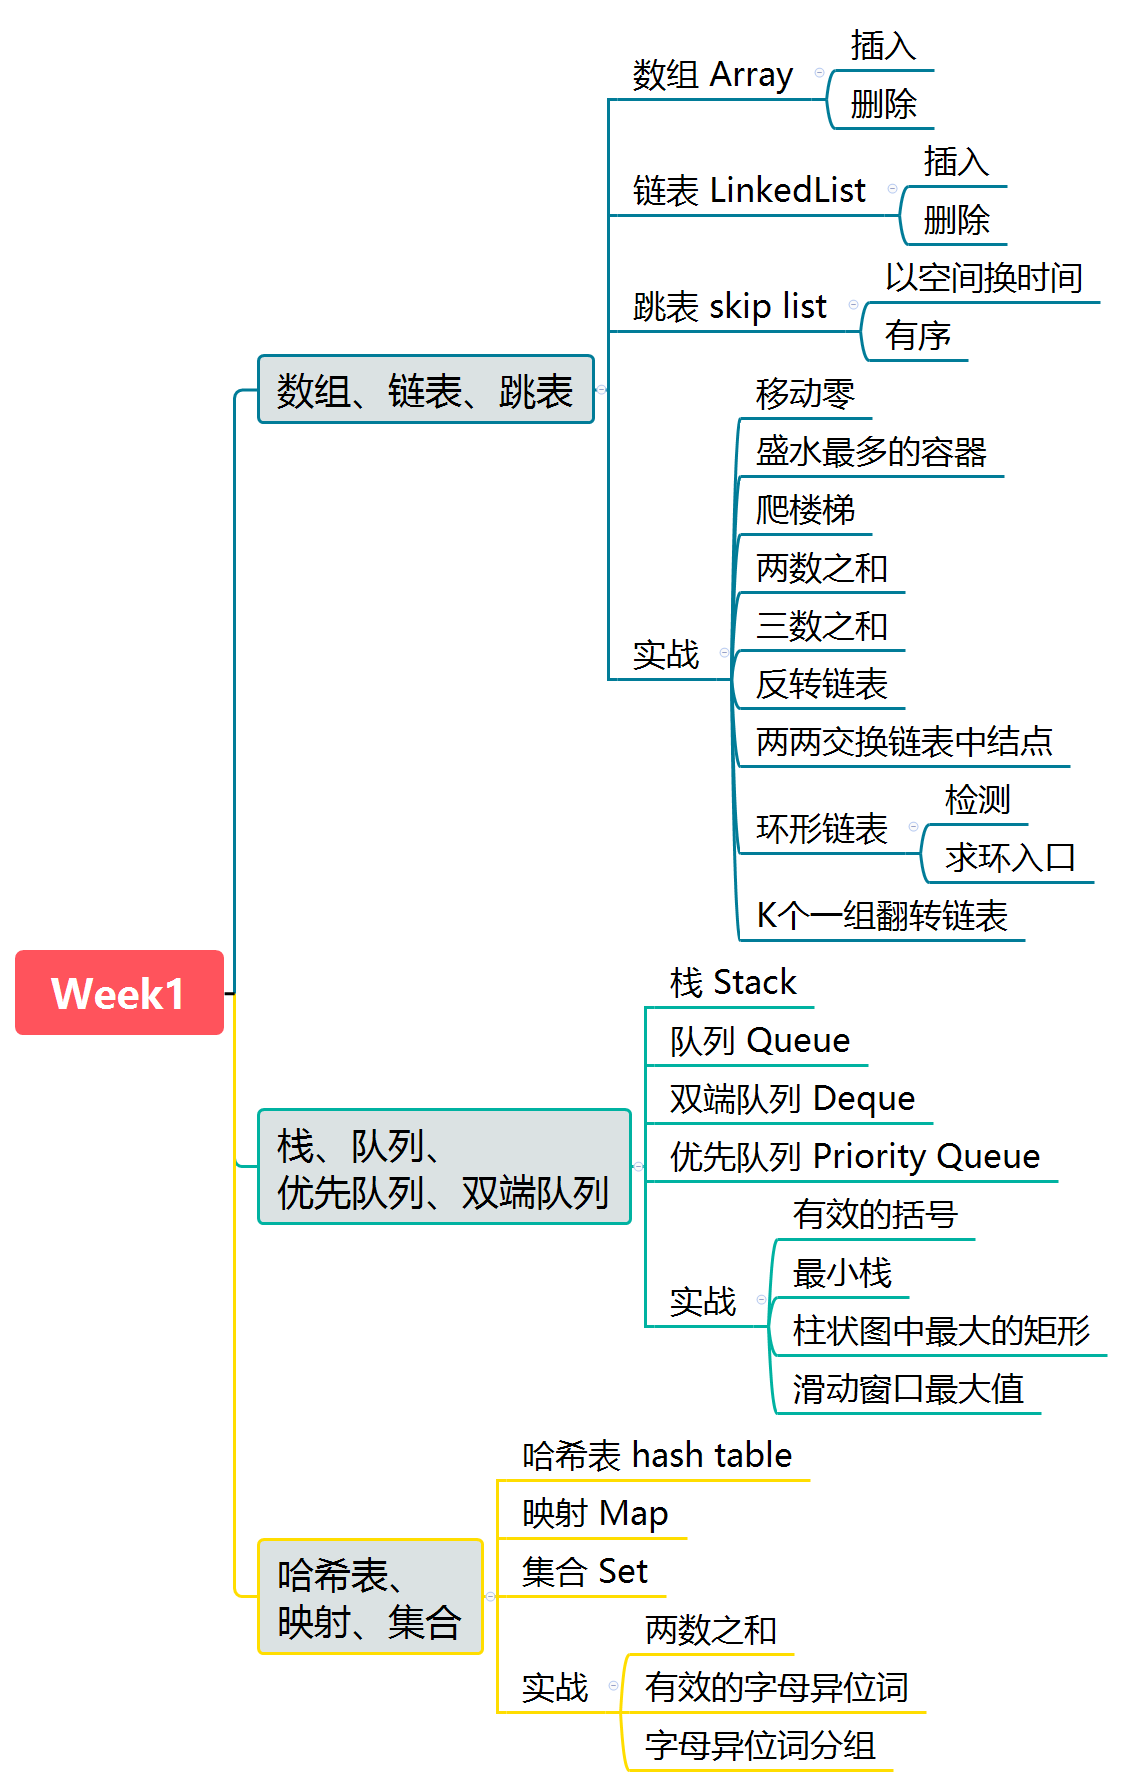 Week1
数组、链表、跳表
数组 Array
插入
删除
链表 LinkedList
插入
删除
跳表 skip list
以空间换时间
有序
实战
移动零
盛水最多的容器
爬楼梯
两数之和
三数之和
反转链表
两两交换链表中结点
环形链表
检测
求环入口
K个一组翻转链表
栈、队列、
优先队列、双端队列
栈 Stack
队列 Queue
双端队列 Deque
优先队列 Priority Queue
实战
有效的括号
最小栈
柱状图中最大的矩形
滑动窗口最大值
哈希表、
映射、集合
哈希表 hash table
映射 Map
集合 Set
实战
两数之和
有效的字母异位词
字母异位词分组